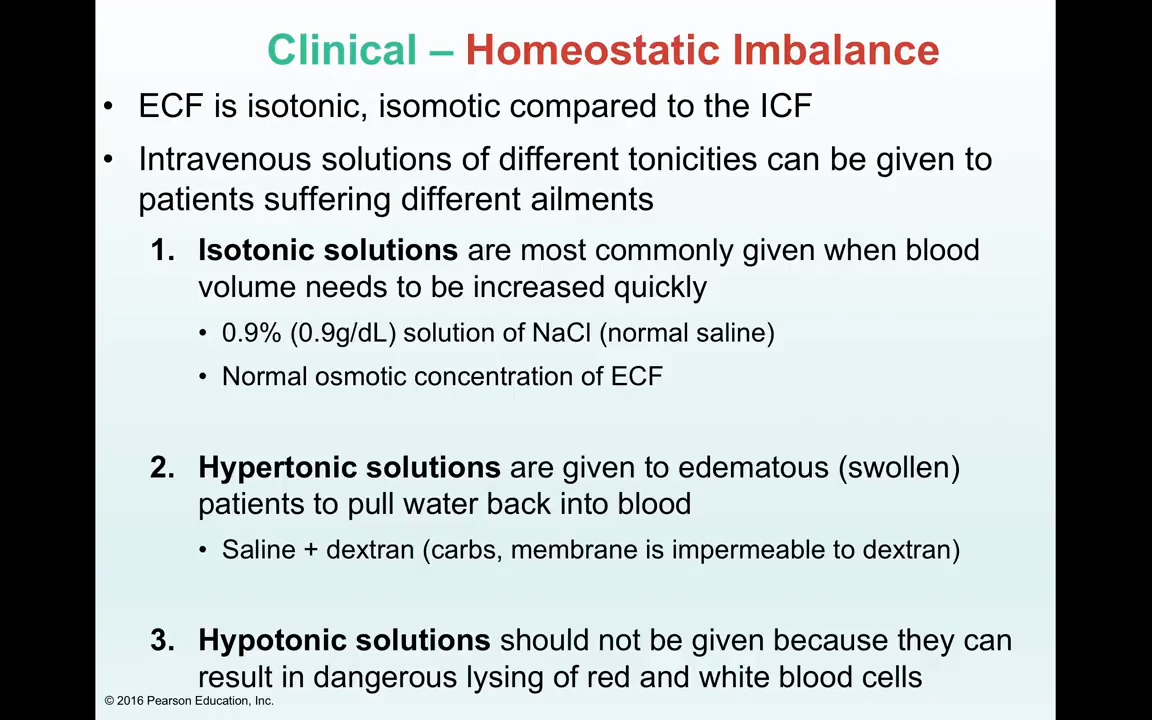 Clinical – Homeostatic Imbalance
• ECF is isotonic, isomotic compared to the ICF
• Intravenous solutions of different tonicities can be given to
patients suffering different ailments
1. Isotonic solutions are most commonly given when blood
volume needs to be increased quickly
• 0.9% (0.9g/dL) solution of NaCl (normal saline)
• Normal osmotic concentration of ECF
2. Hypertonic solutions are given to edematous (swollen)
patients to pull water back into blood
• Saline + dextran (carbs, membrane is impermeable to dextran)
3. Hypotonic solutions should not be given because they can
result in dangerous lysing of red and white blood cells
© 2016 Pearson Education, Inc.